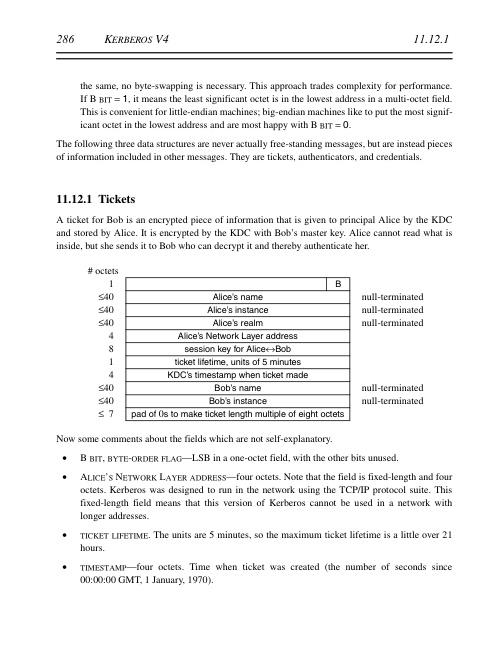 286 KERBEROS V4 11.12.1
the same, no byte-swapping is necessary. This approach trades complexity for performance.
If B BIT = 1, it means the least significant octet is in the lowest address in a multi-octet field.
This is convenient for little-endian machines; big-endian machines like to put the most signif-
icant octet in the lowest address and are most happy with B BIT = 0.
The following three data structures are never actually free-standing messages, but are instead pieces
of information included in other messages. They are tickets, authenticators, and credentials.
11.12.1 Tickets
A ticket for Bob is an encrypted piece of information that is given to principal Alice by the KDC
and stored by Alice. It is encrypted by the KDC with Bob's master key. Alice cannot read what is
inside, but she sends it to Bob who can decrypt it and thereby authenticate her.
# octets
1 B
≤40 Alice's name null-terminated
≤40 Alice's instance null-terminated
≤40 Alice's realm null-terminated
4 Alice's Network Layer address
8 session key for Alice↔Bob
1 ticket lifetime, units of 5 minutes
4 KDC's timestamp when ticket made
≤40 Bob's name null-terminated
≤40 Bob's instance null-terminated
≤ 7 pad of 0s to make ticket length multiple of eight octets
Now some comments about the fields which are not self-explanatory.
• B BIT, BYTE-ORDER FLAG—LSB in a one-octet field, with the other bits unused.
• ALICE'S NETWORK LAYER ADDRESS—four octets. Note that the field is fixed-length and four
octets. Kerberos was designed to run in the network using the TCP/IP protocol suite. This
fixed-length field means that this version of Kerberos cannot be used in a network with
longer addresses.
• TICKET LIFETIME. The units are 5 minutes, so the maximum ticket lifetime is a little over 21
hours.
• TIMESTAMP—four octets. Time when ticket was created (the number of seconds since
00:00:00 GMT, 1 January, 1970).